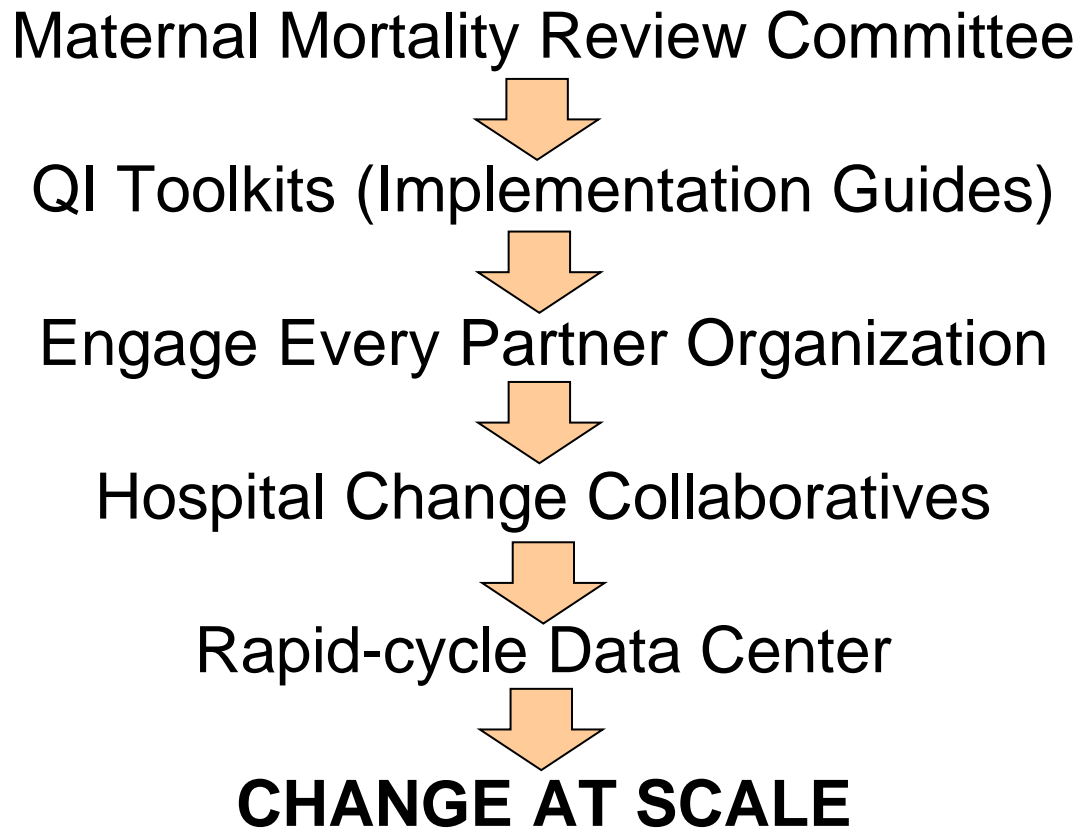 Maternal Mortality Review Committee
QI Toolkits (Implementation Guides)
Engage Every Partner Organization
Hospital Change Collaboratives
Rapid-cycle Data Center
CHANGE AT SCALE